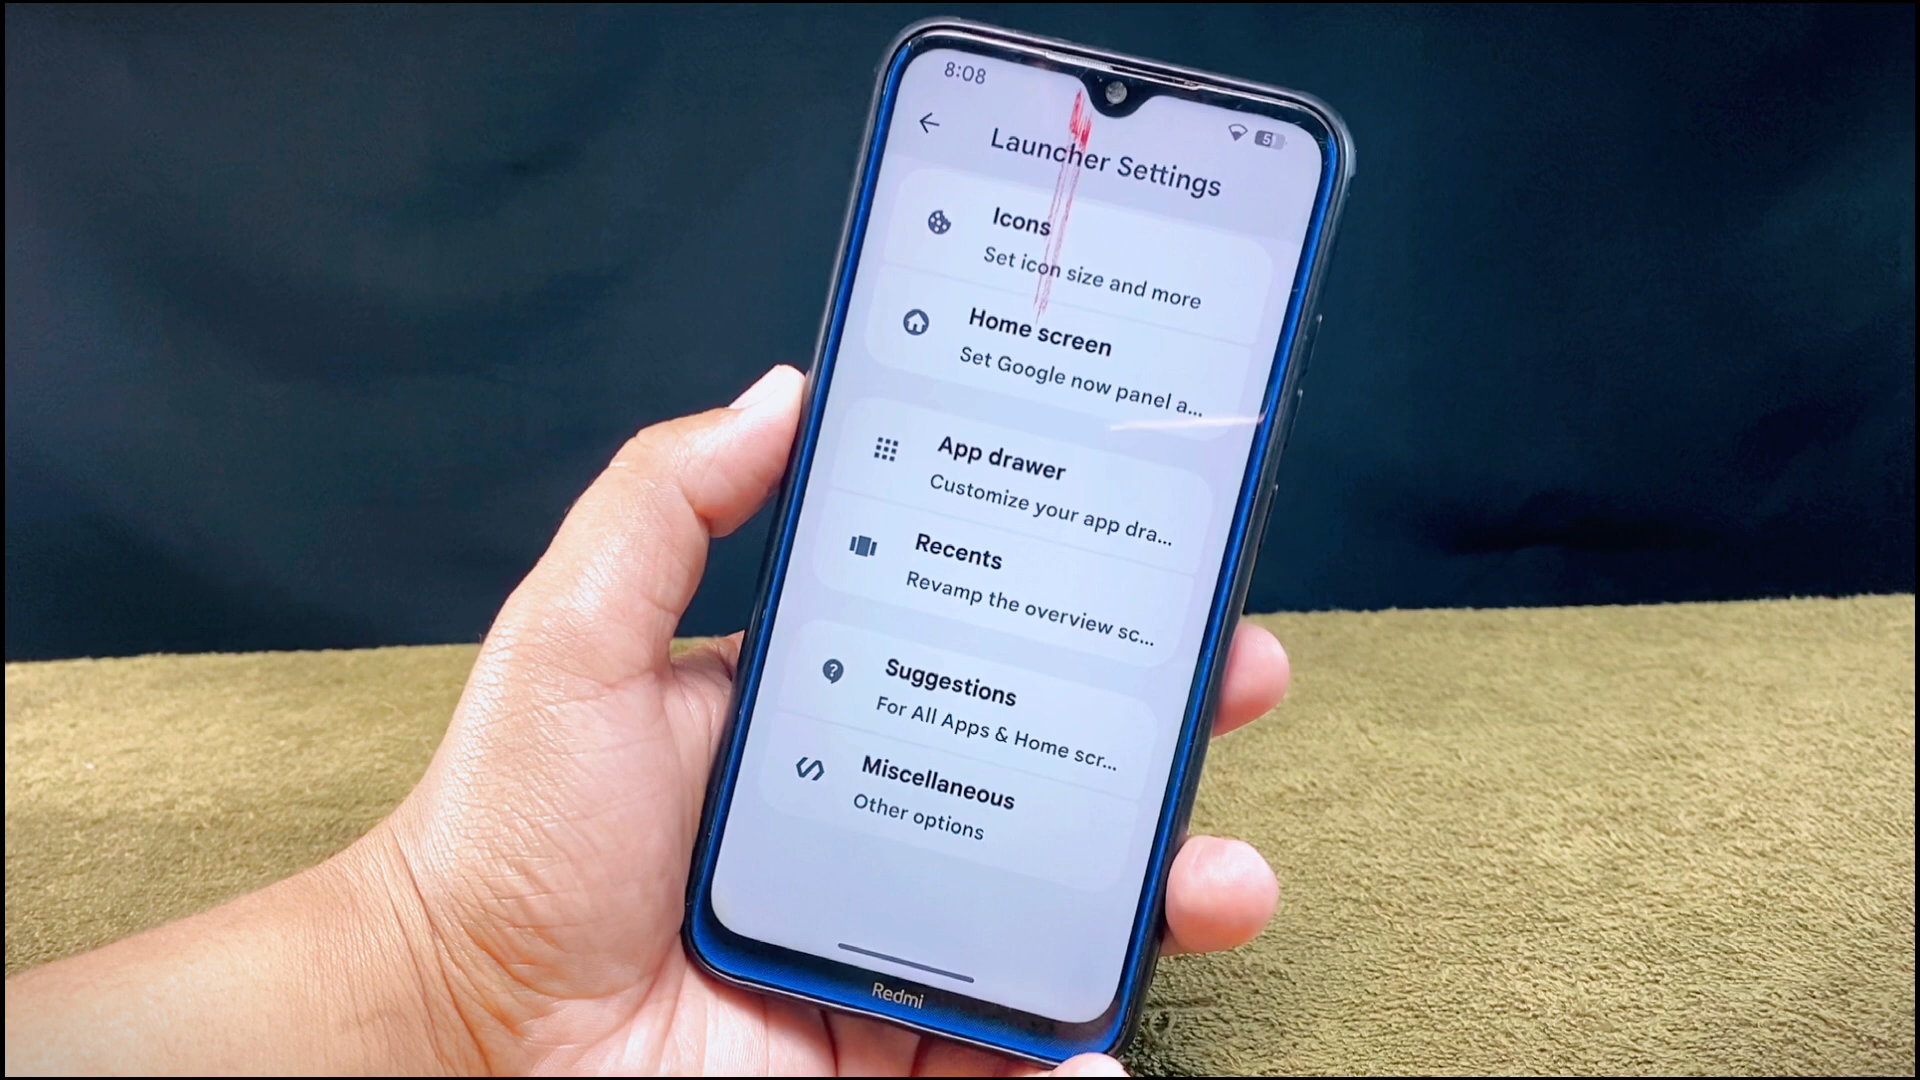 8:08
51
Launcher Settings
Icons
Set icon size and more
Home screen
Set Google now panel a...
App drawer
Customize your app dra...
Recents
Revamp the overview sc...
Suggestions
For All Apps & Home scr...
Miscellaneous
Other options
Redmi